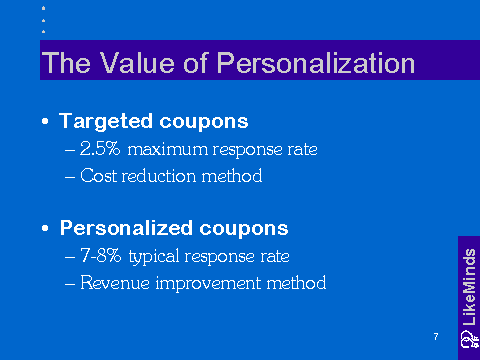 The Value of Personalization
• Targeted coupons
– 2.5% maximum response rate
– Cost reduction method
• Personalized coupons
– 7-8% typical response rate
– Revenue improvement method
LikeMinds
7